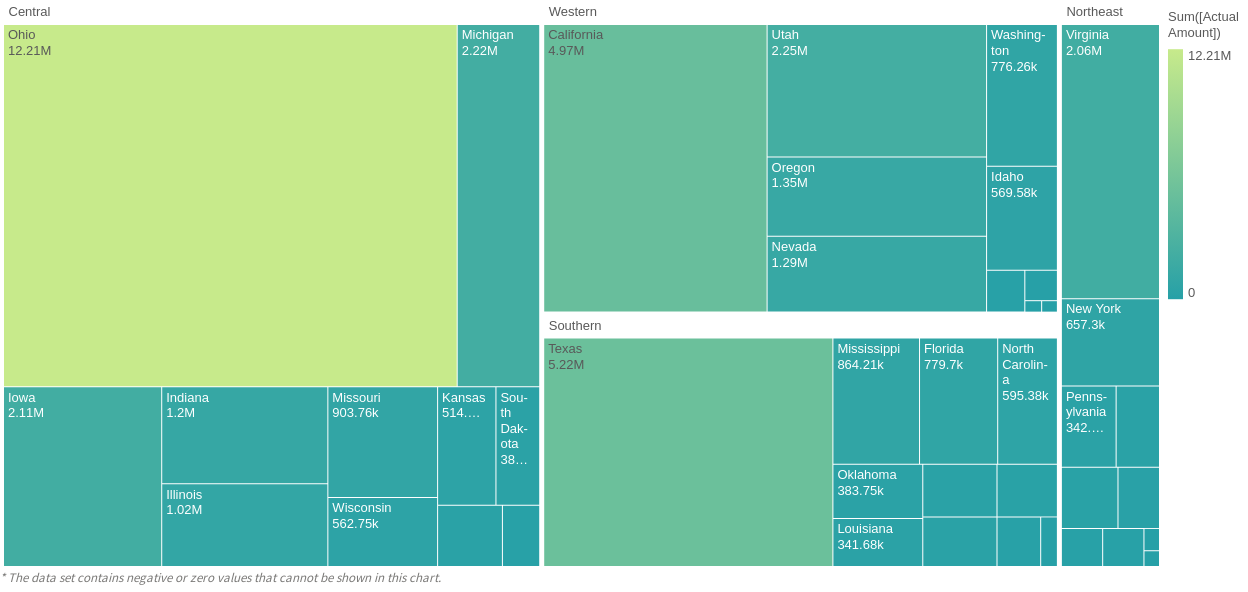 Central
Ohio
12.21M
Michigan
2.22M
Iowa
2.11M
Indiana
1.2M
Illinois
1.02M
Missouri
903.76k
Wisconsin
562.75k
Kansas
514.…
Sou-
th
Dak-
ota
38…
Western
California
4.97M
Utah
2.25M
Oregon
1.35M
Nevada
1.29M
Washing-
ton
776.26k
Idaho
569.58k
Southern
Texas
5.22M
Mississippi
864.21k
Florida
779.7k
North
Carolin-
a
595.38k
Oklahoma
383.75k
Louisiana
341.68k
Northeast
Virginia
2.06M
New York
657.3k
Penns-
ylvania
342.…
Sum([Actual
Amount])
12.21M
0
* The data set contains negative or zero values that cannot be shown in this chart.